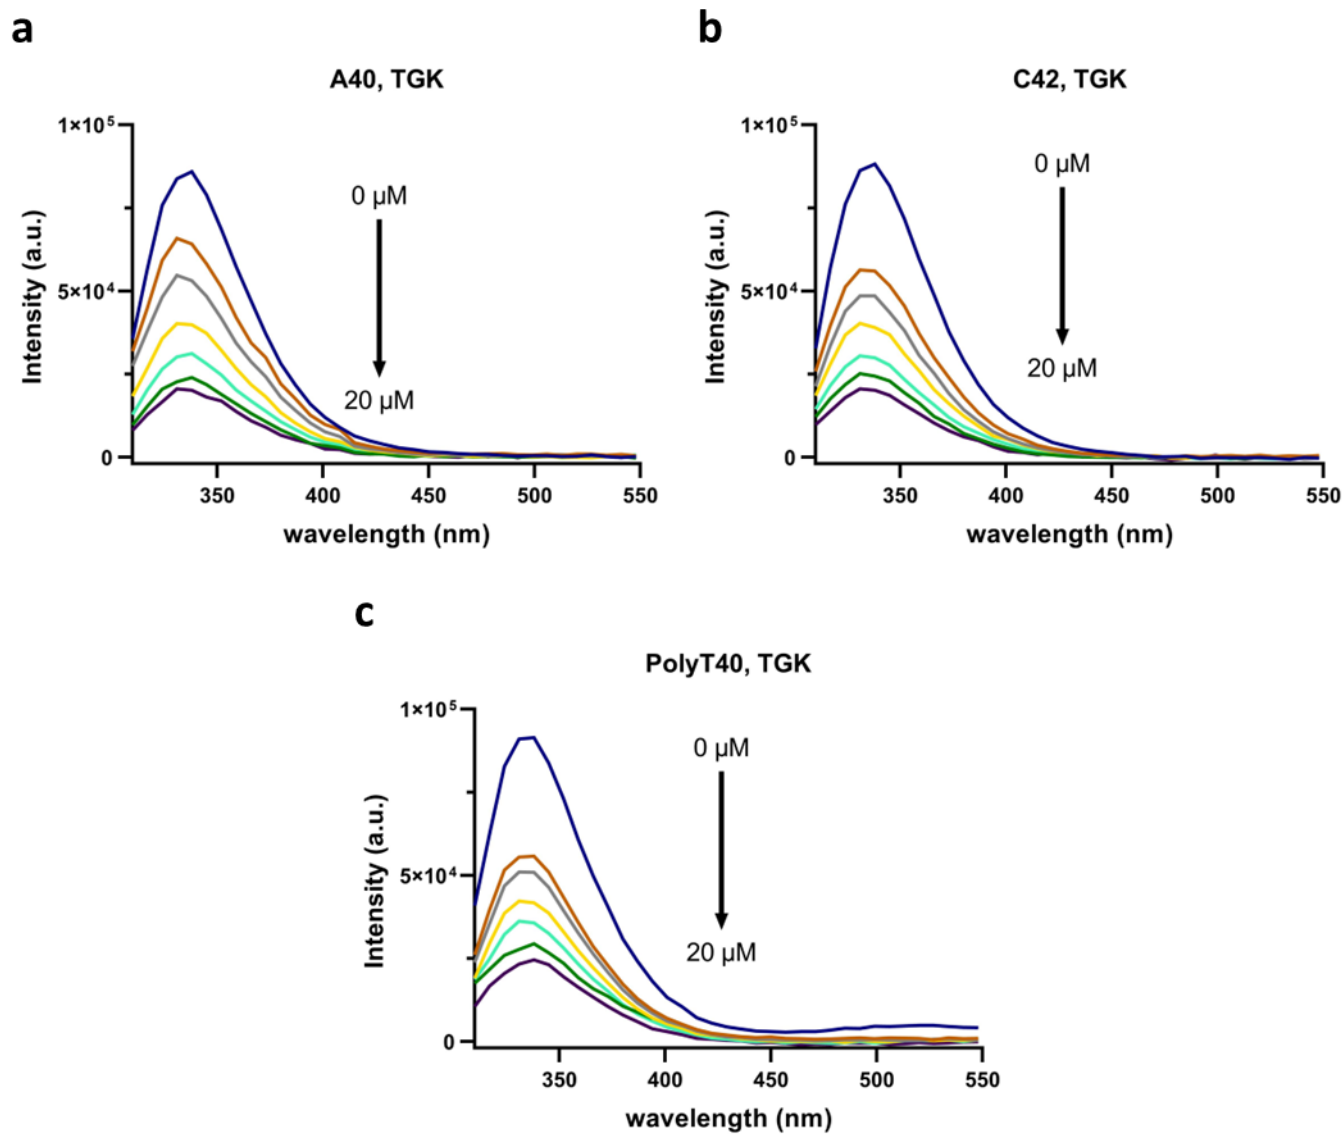 a
A40, TGK
1×10⁵
5×10⁴
0
Intensity (a.u.)
0 µM
20 µM
350 400 450 500 550
wavelength (nm)
b
C42, TGK
1×10⁵
5×10⁴
0
Intensity (a.u.)
0 µM
20 µM
350 400 450 500 550
wavelength (nm)
c
PolyT40, TGK
1×10⁵
5×10⁴
0
Intensity (a.u.)
0 µM
20 µM
350 400 450 500 550
wavelength (nm)